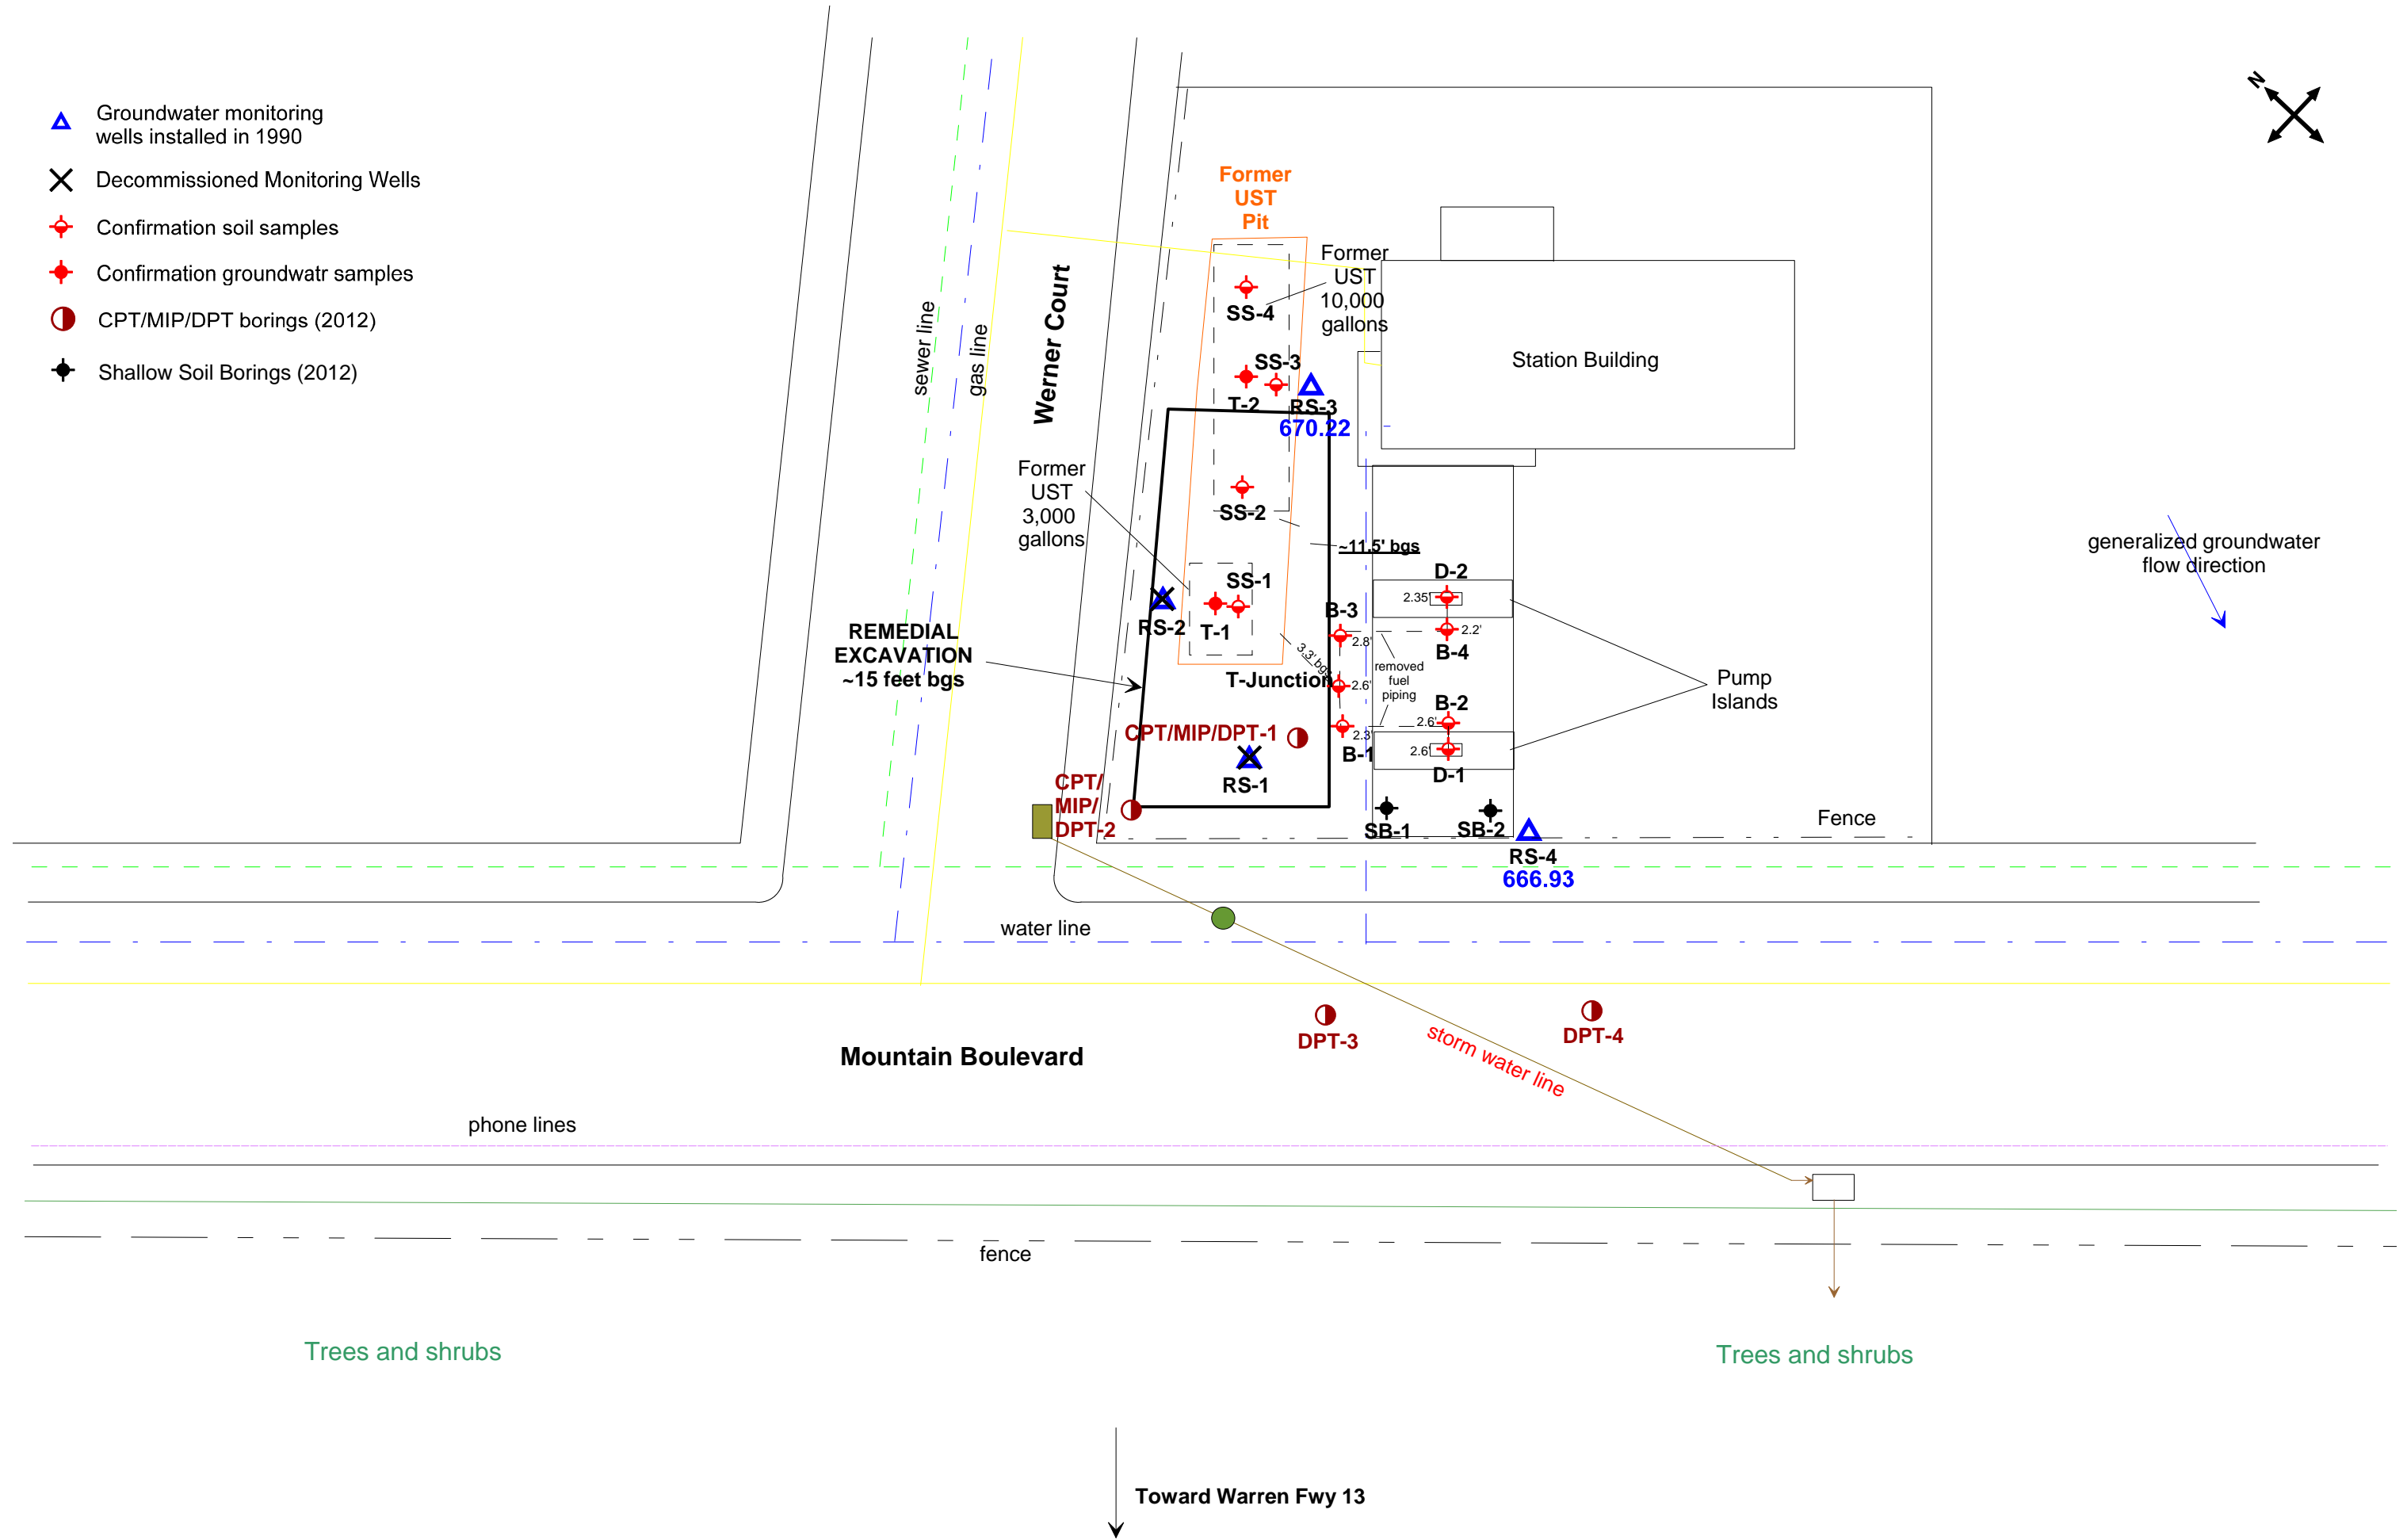 Groundwater monitoring
wells installed in 1990
Decommissioned Monitoring Wells
Confirmation soil samples
Confirmation groundwatr samples
CPT/MIP/DPT borings (2012)
Shallow Soil Borings (2012)
N
Former
UST
Pit
Former
UST
10,000
gallons
SS-4
SS-3
T-2
RS-3
670.22
Station Building
sewer line
gas line
Werner Court
Former
UST
3,000
gallons
SS-2
~11.5' bgs
generalized groundwater
flow direction
SS-1
RS-2
T-1
REMEDIAL
EXCAVATION
~15 feet bgs
D-2
2.35'
B-3
2.8'
2.2'
B-4
3.3' bgs
removed
fuel
piping
T-Junction
2.6'
Pump
Islands
B-2
2.6'
CPT/MIP/DPT-1
2.3'
B-1
2.6'
D-1
RS-1
CPT/
MIP/
DPT-2
SB-1
SB-2
Fence
RS-4
666.93
water line
DPT-3
DPT-4
storm water line
Mountain Boulevard
phone lines
fence
Trees and shrubs
Trees and shrubs
Toward Warren Fwy 13